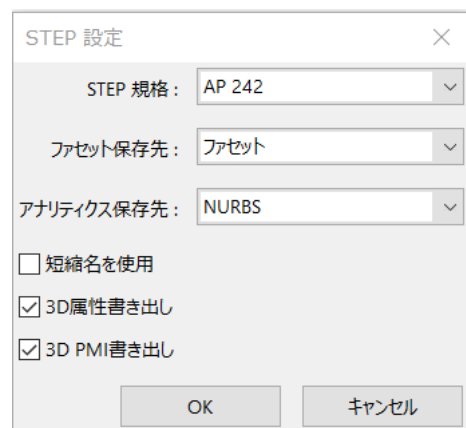 STEP 設定
STEP 規格 : AP 242
ファセット保存先 : ファセット
アナリティクス保存先 : NURBS
短縮名を使用
3D属性書き出し
3D PMI書き出し
OK キャンセル